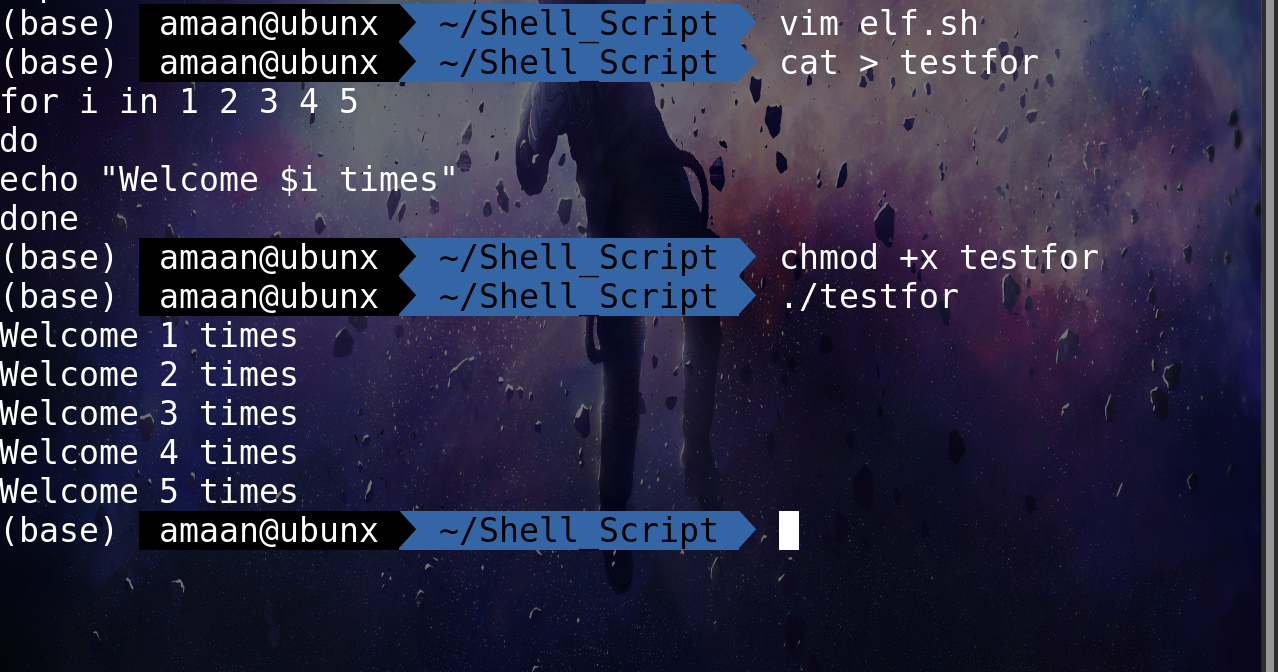 (base) amaan@ubunx ~/Shell_Script vim elf.sh
(base) amaan@ubunx ~/Shell_Script cat > testfor
for i in 1 2 3 4 5
do
echo "Welcome $i times"
done
(base) amaan@ubunx ~/Shell_Script chmod +x testfor
(base) amaan@ubunx ~/Shell_Script ./testfor
Welcome 1 times
Welcome 2 times
Welcome 3 times
Welcome 4 times
Welcome 5 times
(base) amaan@ubunx ~/Shell_Script